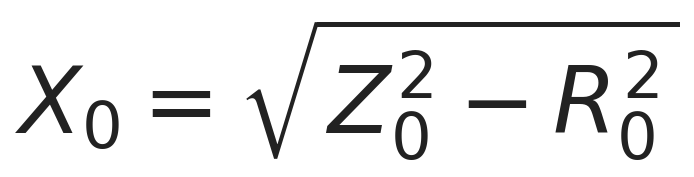 X₀ = √(Z₀² − R₀²)